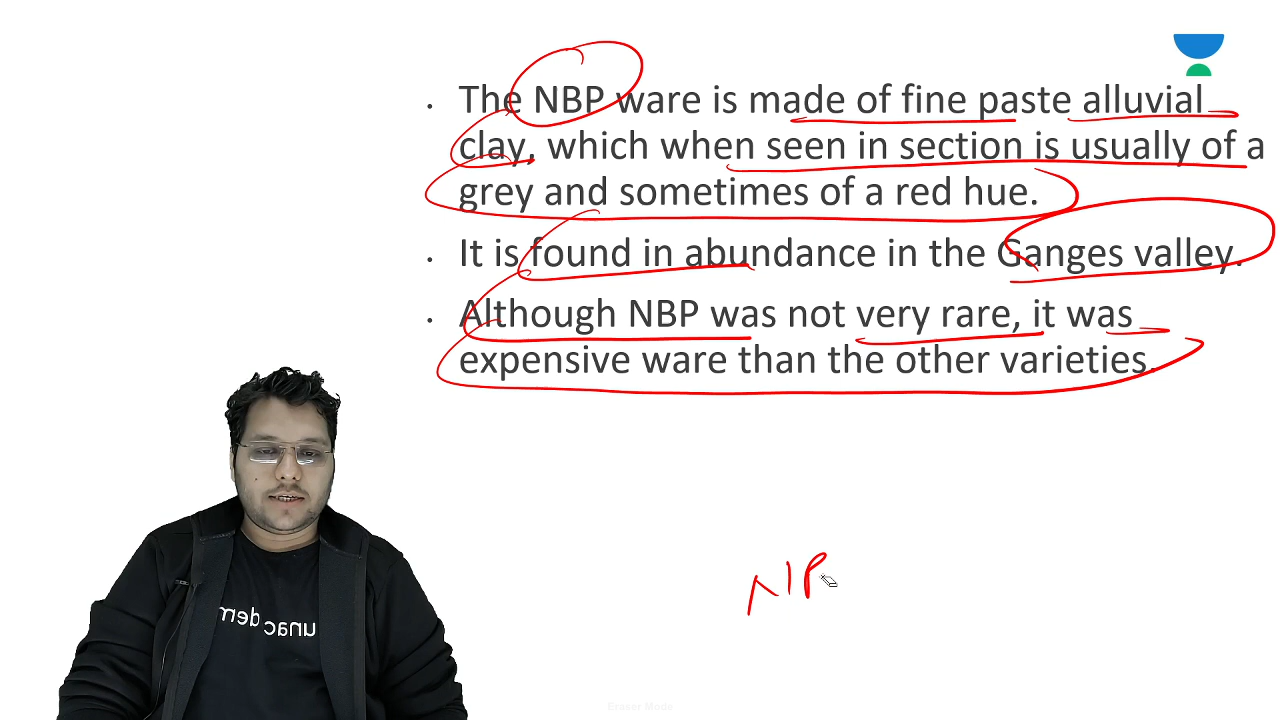 • The NBP ware is made of fine paste alluvial
clay, which when seen in section is usually of a
grey and sometimes of a red hue.
• It is found in abundance in the Ganges valley.
• Although NBP was not very rare, it was
expensive ware than the other varieties.
unacadem
Eraser Mode